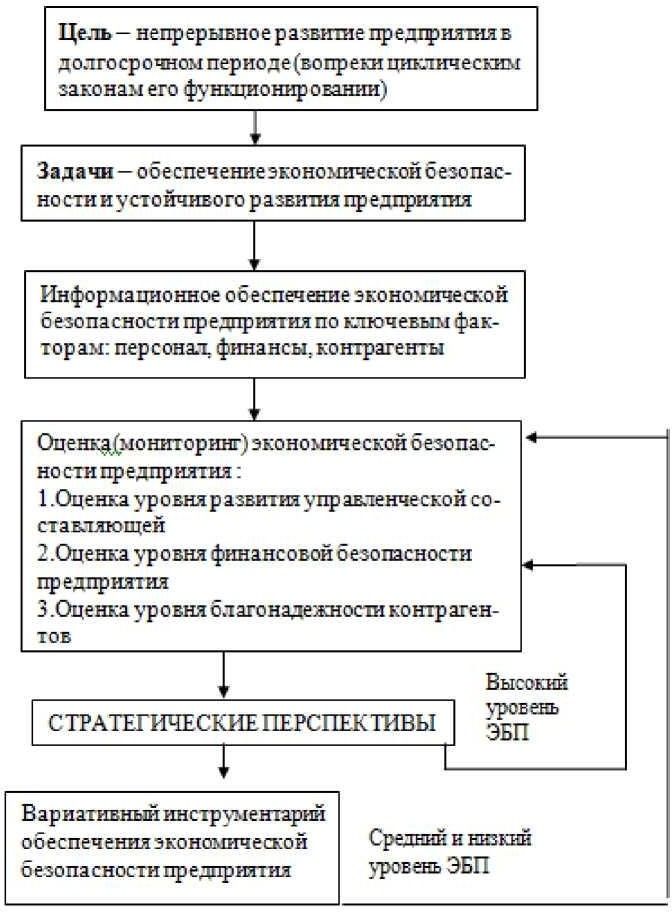 Цель – непрерывное развитие предприятия в
долгосрочном периоде (вопреки циклическим
законам его функционировании)
Задачи – обеспечение экономической безопас-
ности и устойчивого развития предприятия
Информационное обеспечение экономической
безопасности предприятия по ключевым фак-
торам: персонал, финансы, контрагенты
Оценка(мониторинг) экономической безопас-
ности предприятия :
1.Оценка уровня развития управленческой со-
ставляющей
2.Оценка уровня финансовой безопасности
предприятия
3.Оценка уровня благонадежности контраген-
тов
Высокий
уровень
ЭБП
СТРАТЕГИЧЕСКИЕ ПЕРСПЕКТИВЫ
Вариативный инструментарий
обеспечения экономической
безопасности предприятия
Средний и низкий
уровень ЭБП